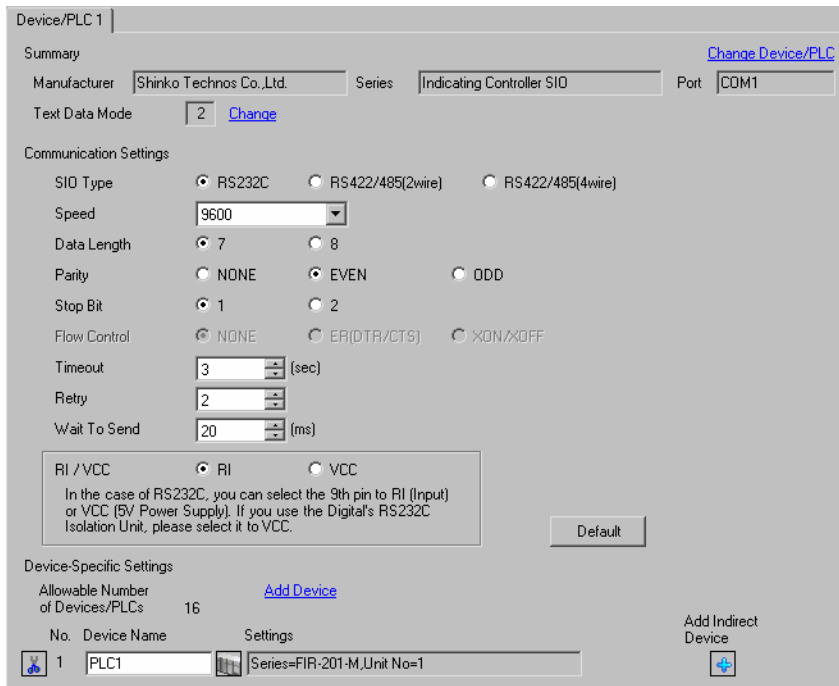 Device/PLC 1
Summary Change Device/PLC
Manufacturer Shinko Technos Co.,Ltd. Series Indicating Controller SIO Port COM1
Text Data Mode 2 Change
Communication Settings
SIO Type RS232C RS422/485(2wire) RS422/485(4wire)
Speed 9600
Data Length 7 8
Parity NONE EVEN ODD
Stop Bit 1 2
Flow Control NONE ER(DTR/CTS) XON/XOFF
Timeout 3 (sec)
Retry 2
Wait To Send 20 (ms)
RI / VCC RI VCC
In the case of RS232C, you can select the 9th pin to RI (Input)
or VCC (5V Power Supply). If you use the Digital's RS232C
Isolation Unit, please select it to VCC.
Default
Device-Specific Settings
Allowable Number Add Device
of Devices/PLCs 16
Add Indirect
Device
No. Device Name Settings
1 PLC1 Series=FIR-201-M,Unit No=1